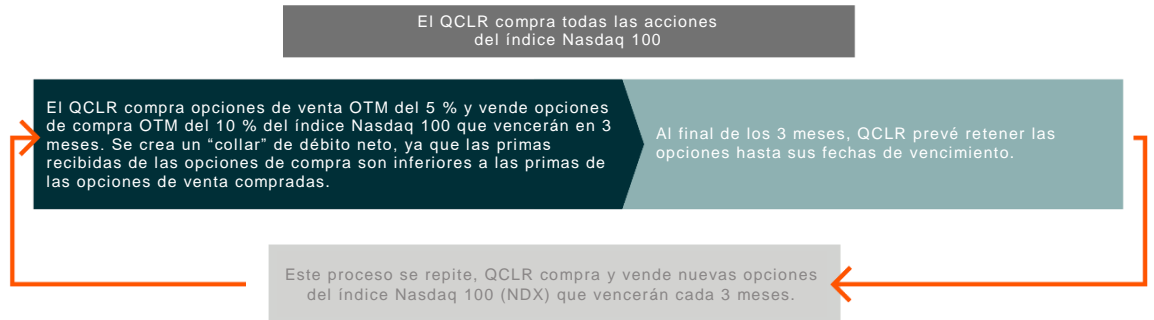 El QCLR compra todas las acciones
del índice Nasdaq 100
El QCLR compra opciones de venta OTM del 5 % y vende opciones
de compra OTM del 10 % del índice Nasdaq 100 que vencerán en 3
meses. Se crea un “collar” de débito neto, ya que las primas
recibidas de las opciones de compra son inferiores a las primas de
las opciones de venta compradas.
Al final de los 3 meses, QCLR prevé retener las
opciones hasta sus fechas de vencimiento.
Este proceso se repite, QCLR compra y vende nuevas opciones
del índice Nasdaq 100 (NDX) que vencerán cada 3 meses.